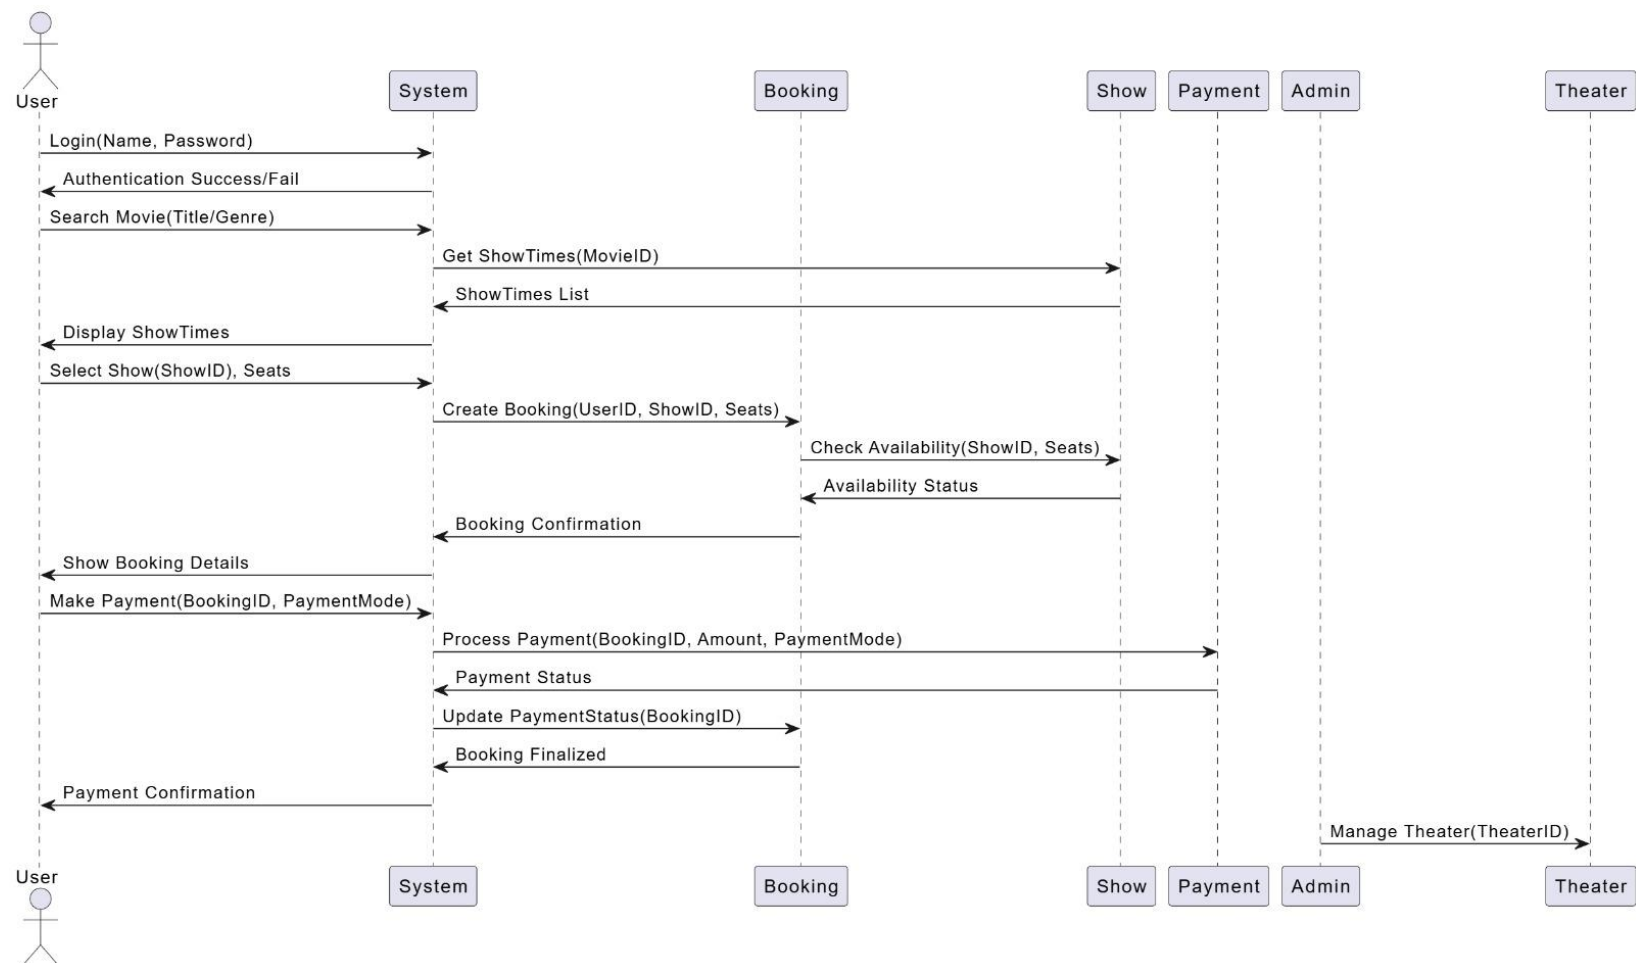 User
System
Booking
Show
Payment
Admin
Theater
Login(Name, Password)
Authentication Success/Fail
Search Movie(Title/Genre)
Get ShowTimes(MovieID)
ShowTimes List
Display ShowTimes
Select Show(ShowID), Seats
Create Booking(UserID, ShowID, Seats)
Check Availability(ShowID, Seats)
Availability Status
Booking Confirmation
Show Booking Details
Make Payment(BookingID, PaymentMode)
Process Payment(BookingID, Amount, PaymentMode)
Payment Status
Update PaymentStatus(BookingID)
Booking Finalized
Payment Confirmation
Manage Theater(TheaterID)
User
System
Booking
Show
Payment
Admin
Theater